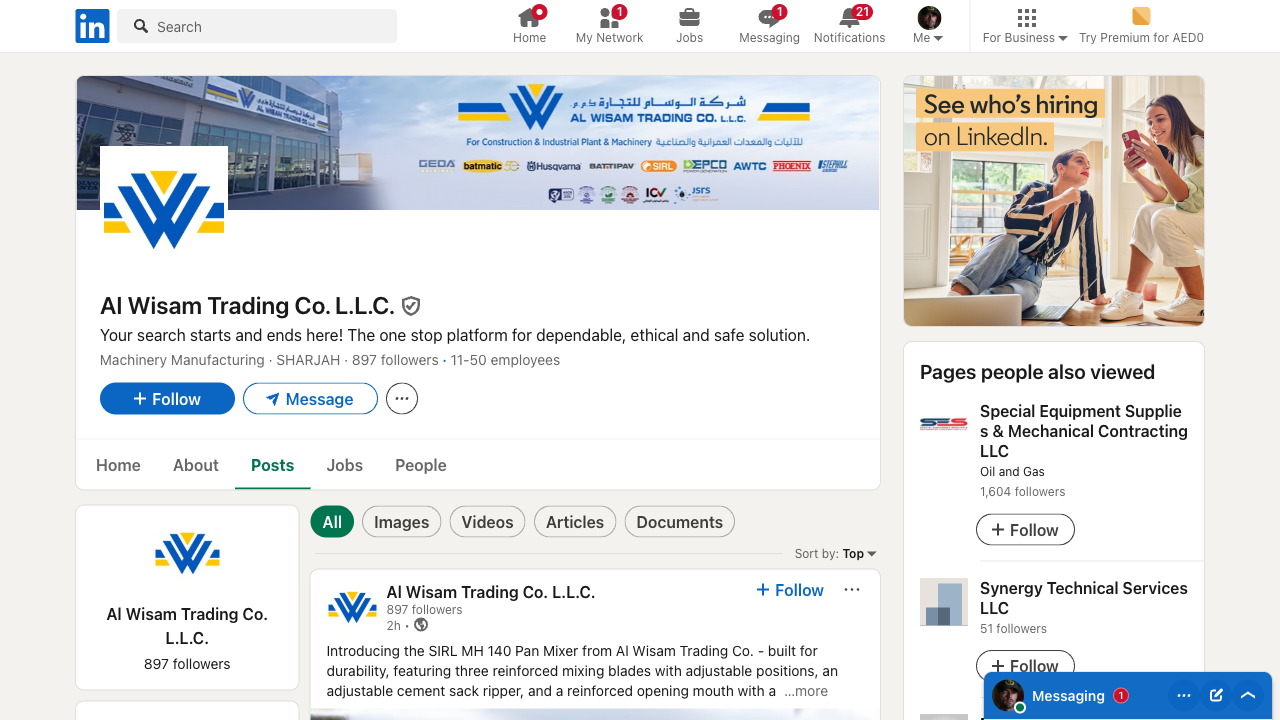 in
Search
Home
1
My Network
Jobs
1
Messaging
21
Notifications
Me
For Business
Try Premium for AED0
شركة الوسام للتجارة ذ.م.م
AL WISAM TRADING CO. L.L.C.
For Construction & Industrial Plant & Machinery للآليات والمعدات العمرانية والصناعية
GEDA batmatic Husqvarna BATTIPAV SIRL DEPCO AWTC PHOENIX STEPHILL
ICV JSRS
See who's hiring
on LinkedIn.
Al Wisam Trading Co. L.L.C.
Your search starts and ends here! The one stop platform for dependable, ethical and safe solution.
Machinery Manufacturing · SHARJAH · 897 followers · 11-50 employees
+ Follow
Message
...
Home
About
Posts
Jobs
People
All
Images
Videos
Articles
Documents
Sort by: Top
Al Wisam Trading Co.
L.L.C.
897 followers
Al Wisam Trading Co. L.L.C.
897 followers
2h •
+ Follow
...
Introducing the SIRL MH 140 Pan Mixer from Al Wisam Trading Co. - built for
durability, featuring three reinforced mixing blades with adjustable positions, an
adjustable cement sack ripper, and a reinforced opening mouth with a ...more
Pages people also viewed
SES
Special Equipment Supplie
s & Mechanical Contracting
LLC
Oil and Gas
1,604 followers
+ Follow
Synergy Technical Services
LLC
51 followers
+ Follow
Messaging 1
...